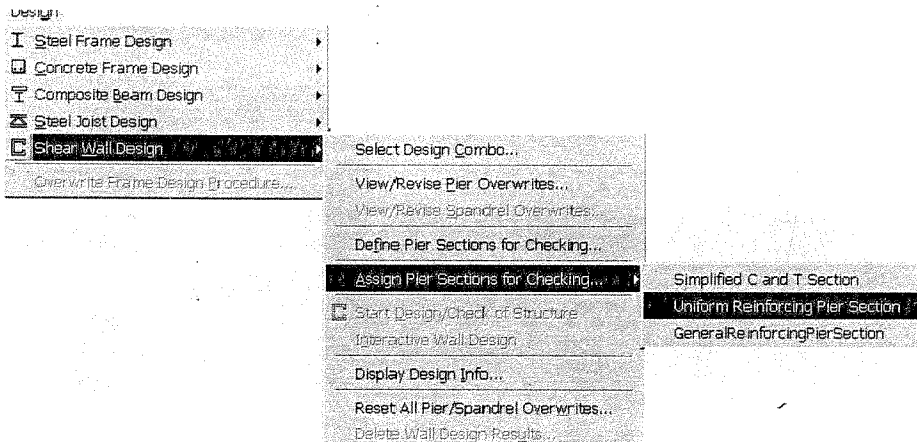 Design
Steel Frame Design
Concrete Frame Design
Composite Beam Design
Steel Joist Design
Shear Wall Design
Overwrite Frame Design Procedure...
Select Design Combo...
View/Revise Pier Overwrites...
View/Revise Spandrel Overwrites...
Define Pier Sections for Checking...
Assign Pier Sections for Checking...
Start Design/Check of Structure
Interactive Wall Design
Display Design Info...
Reset All Pier/Spandrel Overwrites...
Delete Wall Design Results...
Simplified C and T Section
Uniform Reinforcing Pier Section
GeneralReinforcingPierSection